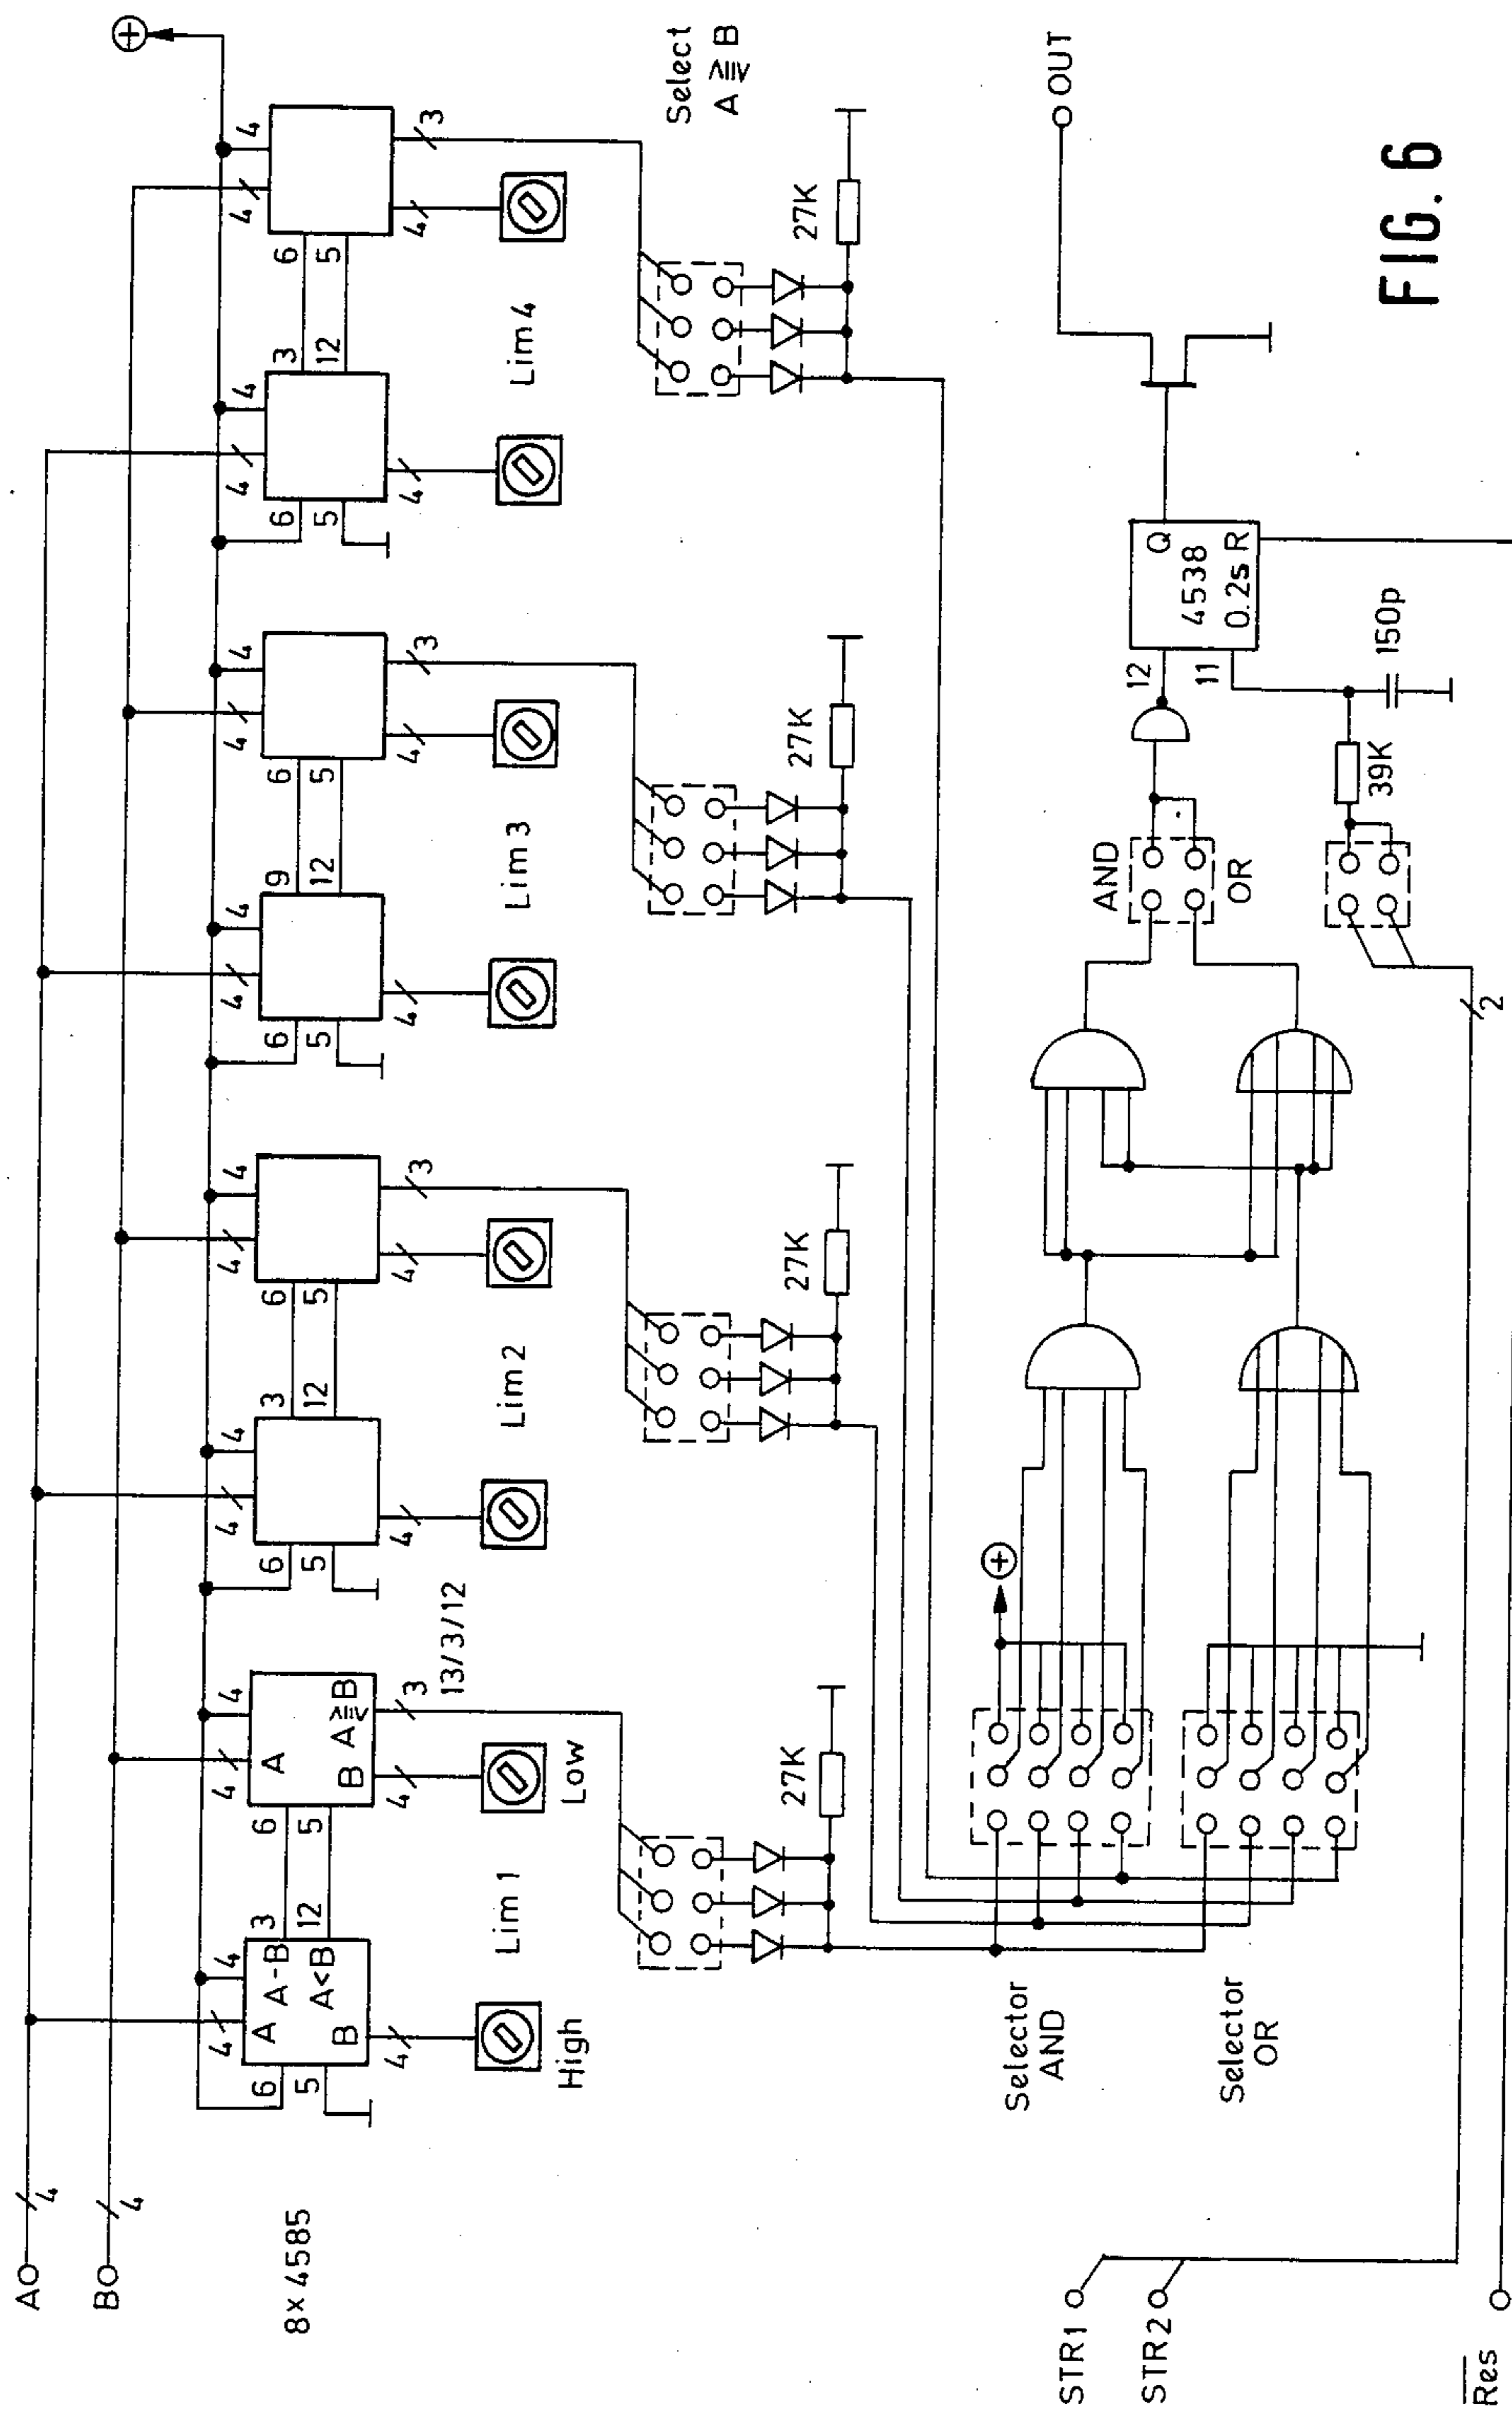 A
4
B
4
8× 4585
4
4
A
A-B
A<B
B
6
5
3
12
4
High
Lim 1
4
4
A
A⋛B
B
6
5
4
3
13/3/12
Low
4
4
6
5
3
12
4
Lim 2
4
4
6
5
4
3
4
4
6
5
9
12
4
Lim 3
4
4
6
5
4
3
4
4
6
5
3
12
4
Lim 4
4
4
6
5
4
3
Select
A⋛B
27K
27K
27K
27K
Selector
AND
Selector
OR
AND
OR
12
11
Q
4538
0.2s R
39K
150p
OUT
2
STR1
STR2
Res
FIG. 6